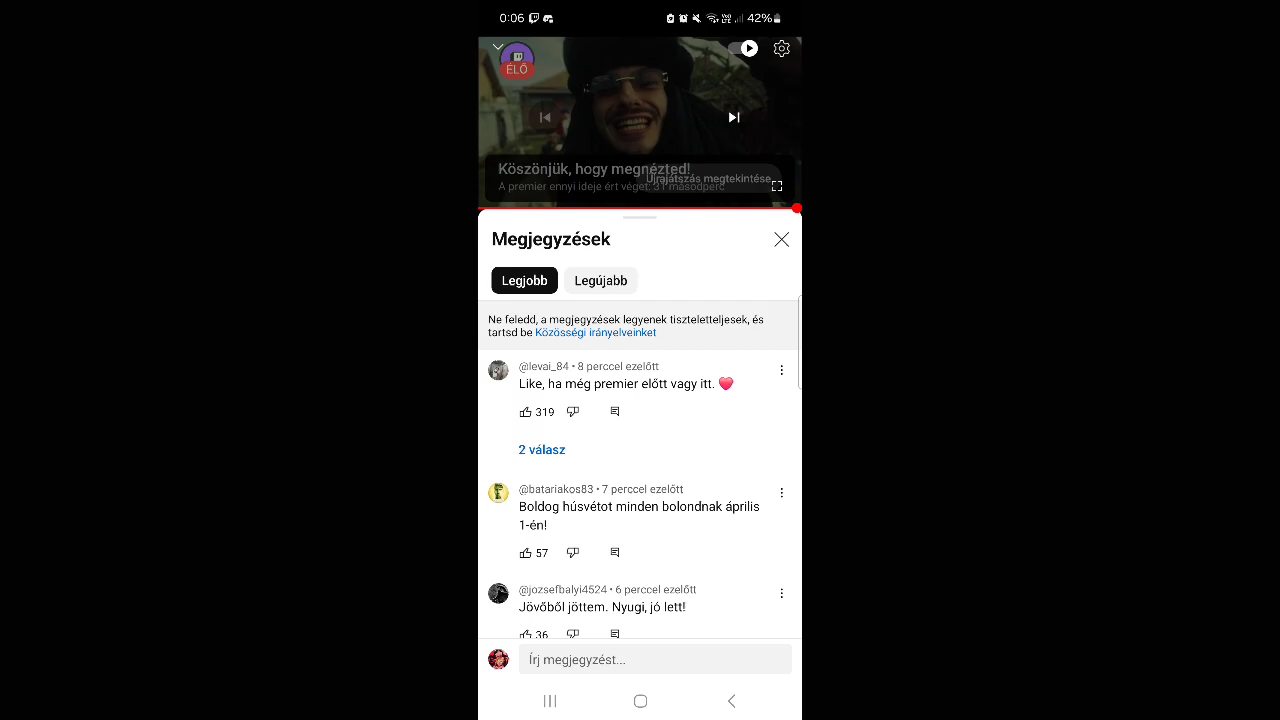 0:06
VoD LTE 42%
ÉLŐ
Köszönjük, hogy megnézted!
A premier ennyi ideje ért véget: 31 másodperc
Újrajátszás megtekintése
Megjegyzések
Legjobb Legújabb
Ne feledd, a megjegyzések legyenek tiszteletteljesek, és
tartsd be Közösségi irányelveinket
@levai_84 • 8 perccel ezelőtt
Like, ha még premier előtt vagy itt.
319
2 válasz
@batariakos83 • 7 perccel ezelőtt
Boldog húsvétot minden bolondnak április
1-én!
57
@jozsefbalyi4524 • 6 perccel ezelőtt
Jövőből jöttem. Nyugi, jó lett!
36
Írj megjegyzést...